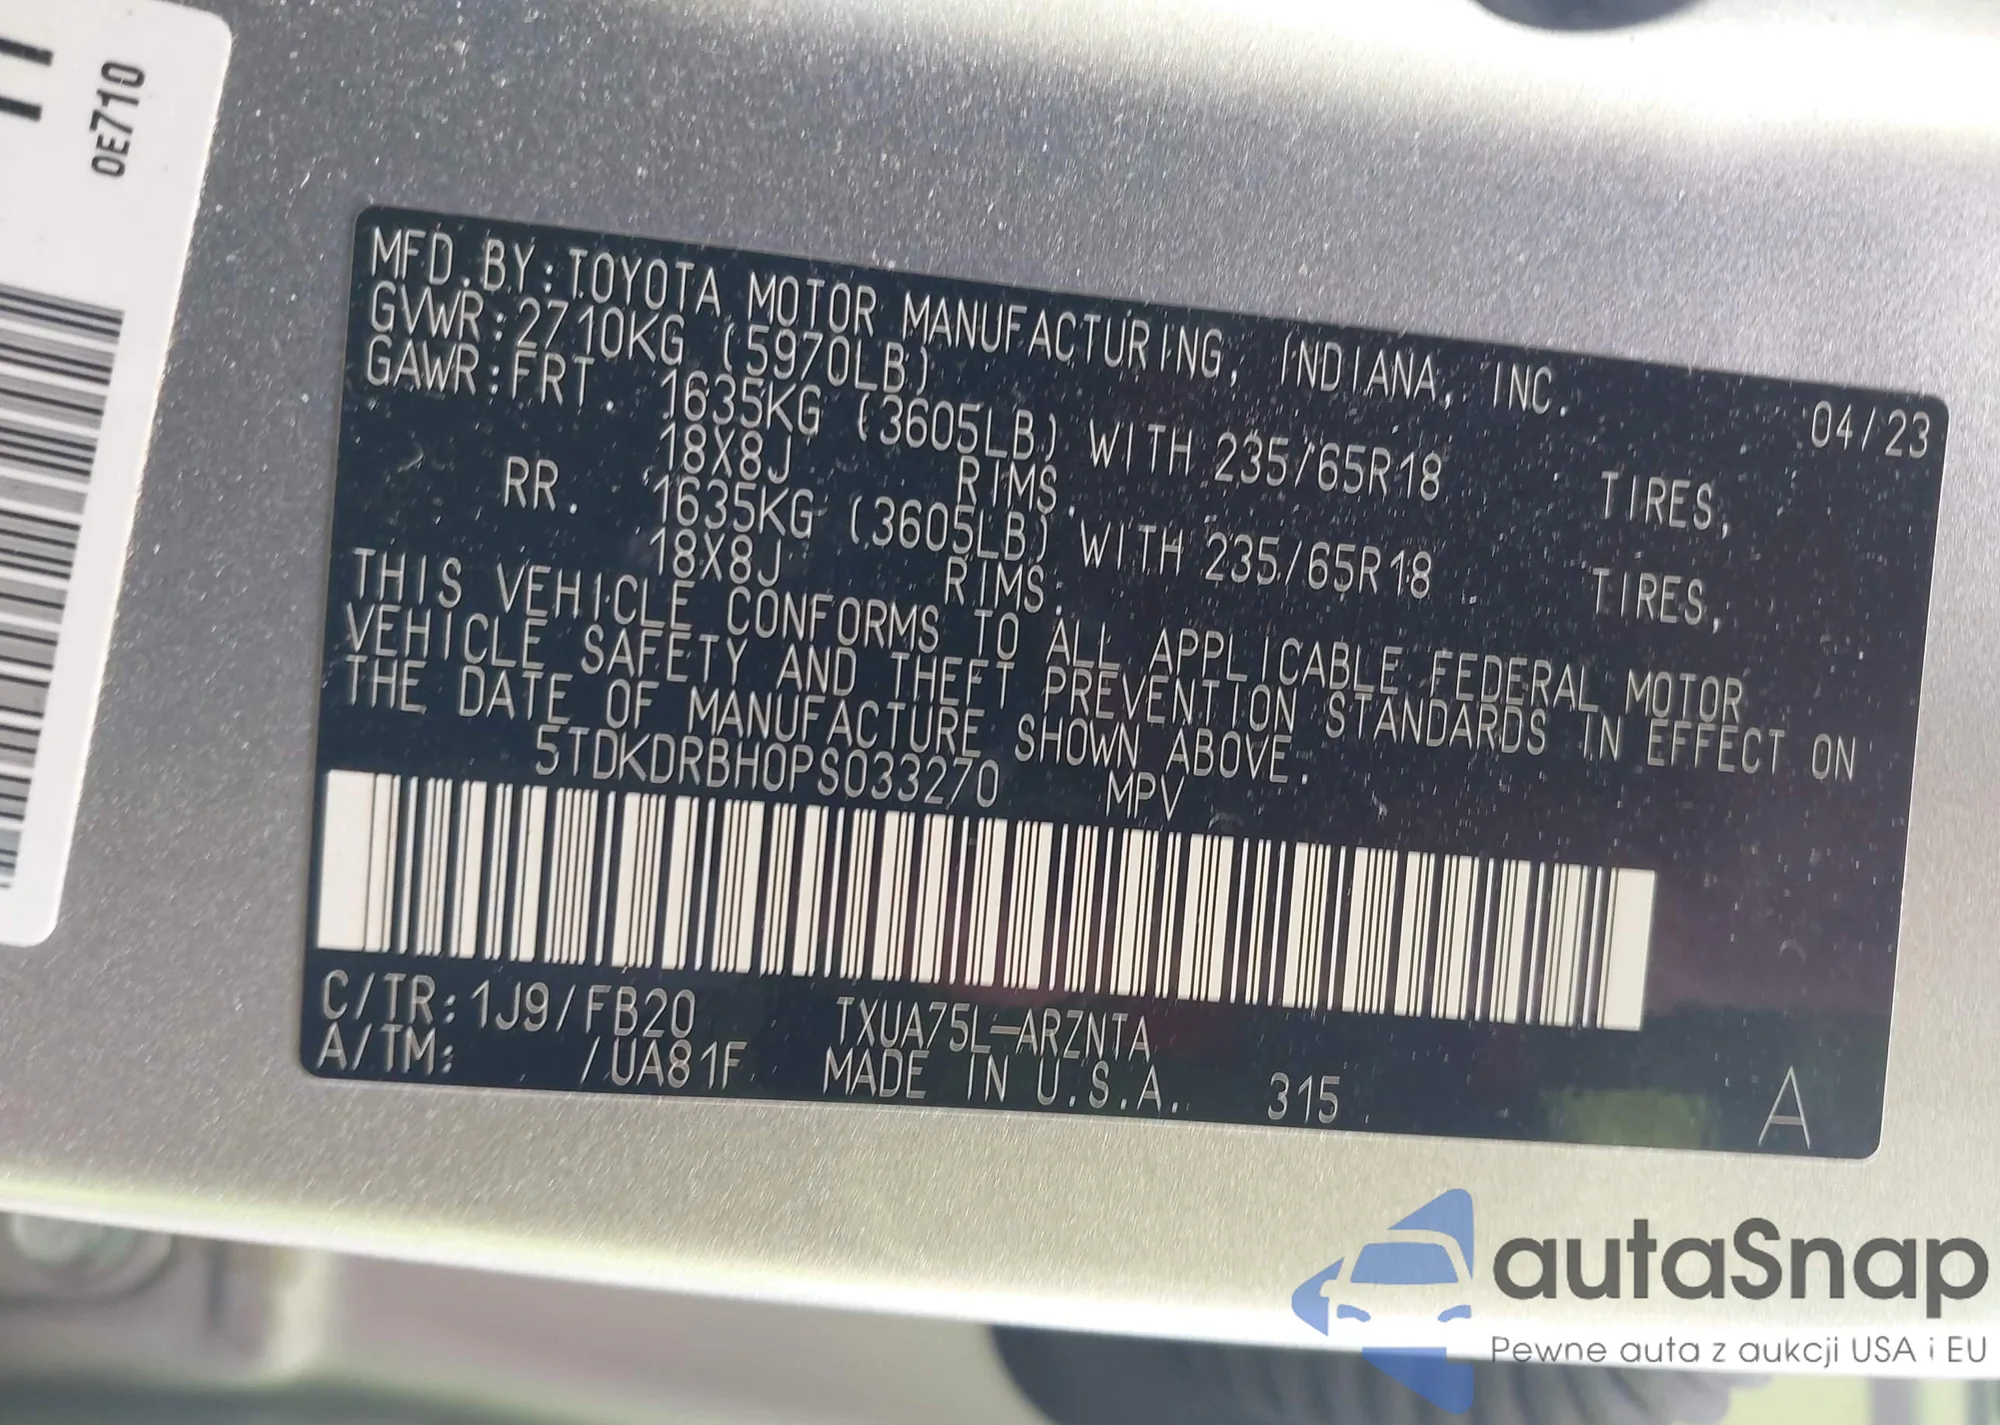 0E710
MFD.BY:TOYOTA MOTOR MANUFACTURING, INDIANA, INC. 04/23
GVWR:2710KG (5970LB)
GAWR:FRT. 1635KG (3605LB) WITH 235/65R18 TIRES,
18X8J RIMS.
RR. 1635KG (3605LB) WITH 235/65R18 TIRES,
18X8J RIMS.
THIS VEHICLE CONFORMS TO ALL APPLICABLE FEDERAL MOTOR
VEHICLE SAFETY AND THEFT PREVENTION STANDARDS IN EFFECT ON
THE DATE OF MANUFACTURE SHOWN ABOVE.
5TDKDRBH0PS033270 MPV
C/TR:1J9/FB20 TXUA75L-ARZNTA
A/TM: /UA81F MADE IN U.S.A. 315 A
autaSnap
Pewne auta z aukcji USA i EU